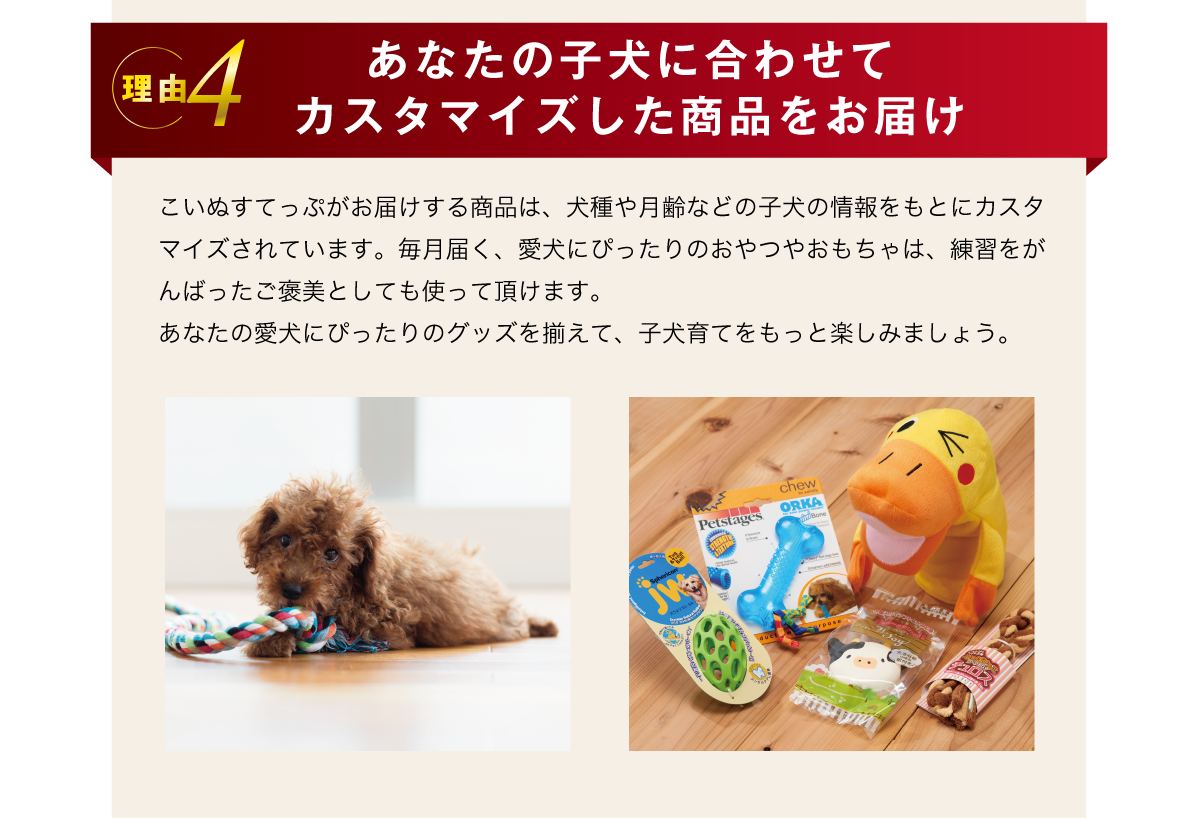 理由4
あなたの子犬に合わせて
カスタマイズした商品をお届け
こいぬすてっぷがお届けする商品は、犬種や月齢などの子犬の情報をもとにカスタ
マイズされています。毎月届く、愛犬にぴったりのおやつやおもちゃは、練習をが
んばったご褒美としても使って頂けます。
あなたの愛犬にぴったりのグッズを揃えて、子犬育てをもっと楽しみましょう。
chew
Petstages
ORKA
Bone
JW
チュロス